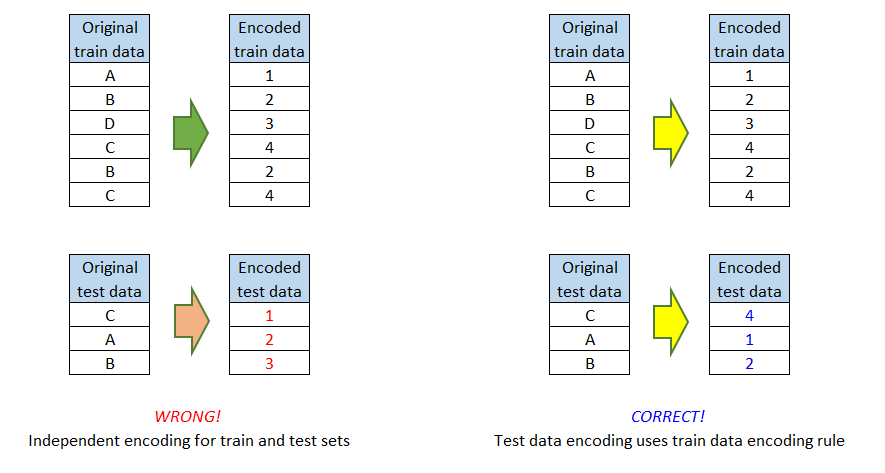 Original train data
Encoded train data
A 1
B 2
D 3
C 4
B 2
C 4
Original test data
Encoded test data
C 1
A 2
B 3
WRONG!
Independent encoding for train and test sets
Original train data
Encoded train data
A 1
B 2
D 3
C 4
B 2
C 4
Original test data
Encoded test data
C 4
A 1
B 2
CORRECT!
Test data encoding uses train data encoding rule